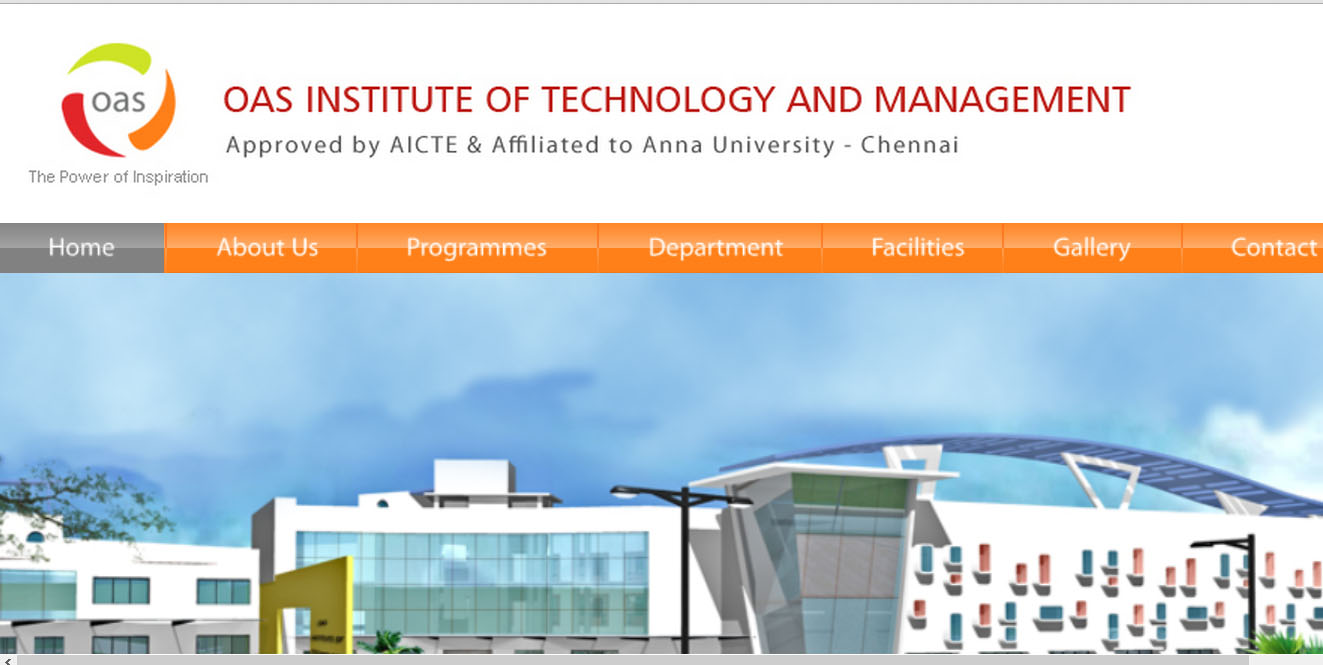 oas
The Power of Inspiration
OAS INSTITUTE OF TECHNOLOGY AND MANAGEMENT
Approved by AICTE & Affiliated to Anna University - Chennai
Home About Us Programmes Department Facilities Gallery Contact